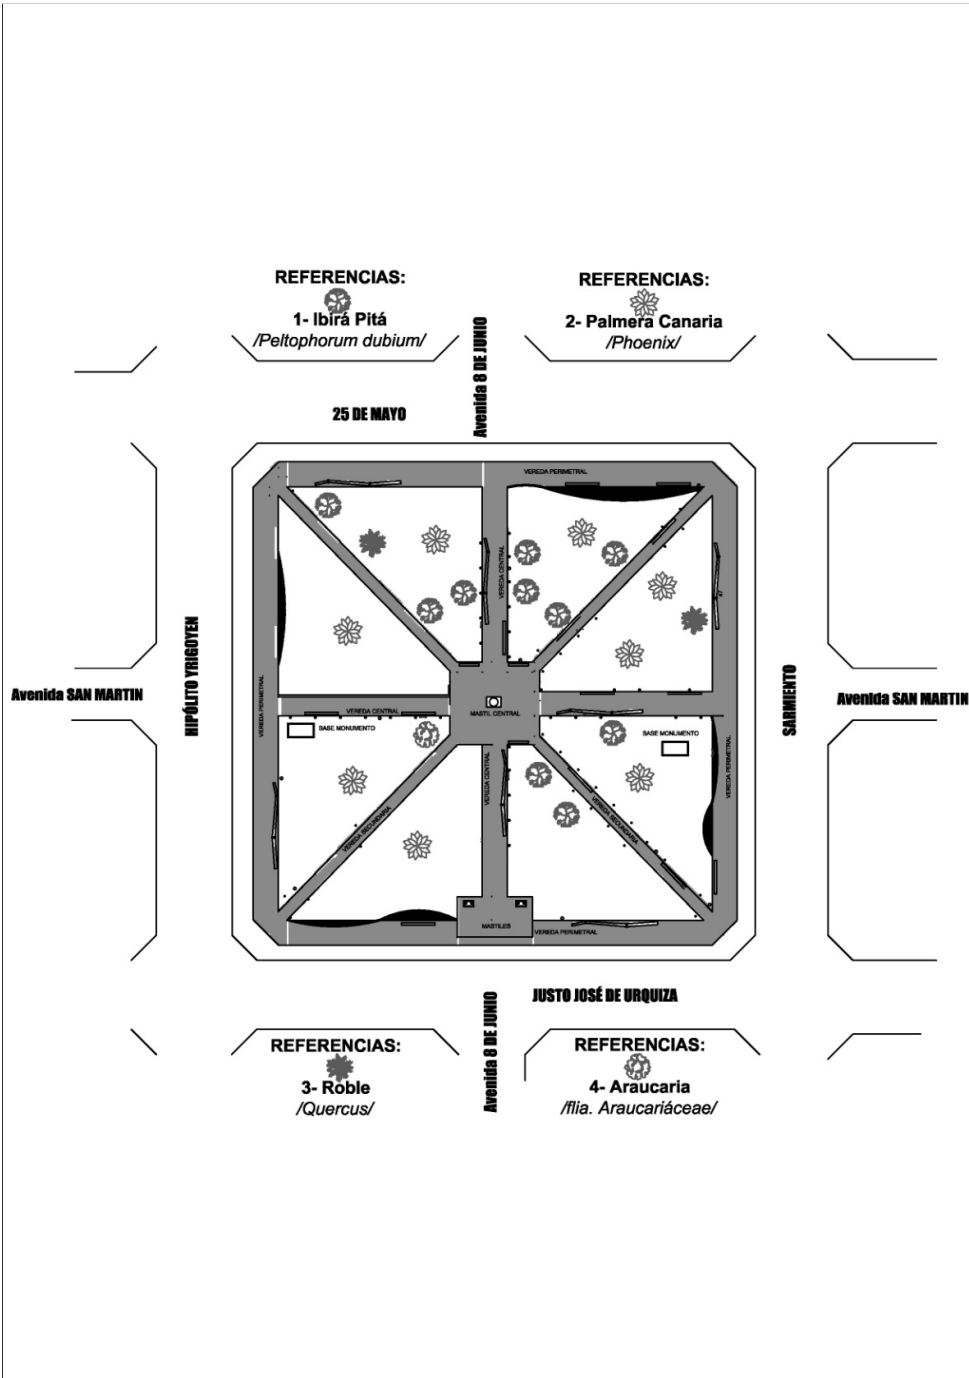 REFERENCIAS:
1- Ibirá Pitá
/Peltophorum dubium/
REFERENCIAS:
2- Palmera Canaria
/Phoenix/
Avenida 8 DE JUNIO
25 DE MAYO
VEREDA PERIMETRAL
VEREDA CENTRAL
HIPÓLITO YRIGOYEN
Avenida SAN MARTIN
SARMIENTO
Avenida SAN MARTIN
VEREDA PERIMETRAL
VEREDA CENTRAL
MASTIL CENTRAL
BASE MONUMENTO
BASE MONUMENTO
VEREDA CENTRAL
VEREDA PERIMETRAL
VEREDA SECUNDARIA
VEREDA SECUNDARIA
MASTILES
VEREDA PERIMETRAL
JUSTO JOSÉ DE URQUIZA
Avenida 8 DE JUNIO
REFERENCIAS:
3- Roble
/Quercus/
REFERENCIAS:
4- Araucaria
/flia. Araucariáceae/